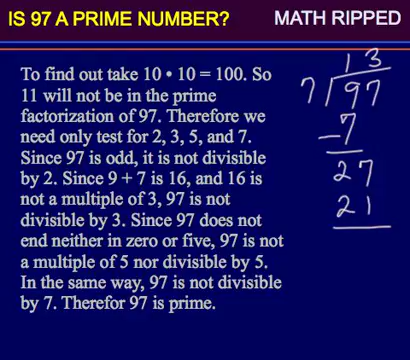 IS 97 A PRIME NUMBER? MATH RIPPED
To find out take 10 • 10 = 100. So
11 will not be in the prime
factorization of 97. Therefore we
need only test for 2, 3, 5, and 7.
Since 97 is odd, it is not divisible
by 2. Since 9 + 7 is 16, and 16 is
not a multiple of 3, 97 is not
divisible by 3. Since 97 does not
end neither in zero or five, 97 is not
a multiple of 5 nor divisible by 5.
In the same way, 97 is not divisible
by 7. Therefor 97 is prime.
13
7 97
-7
27
21